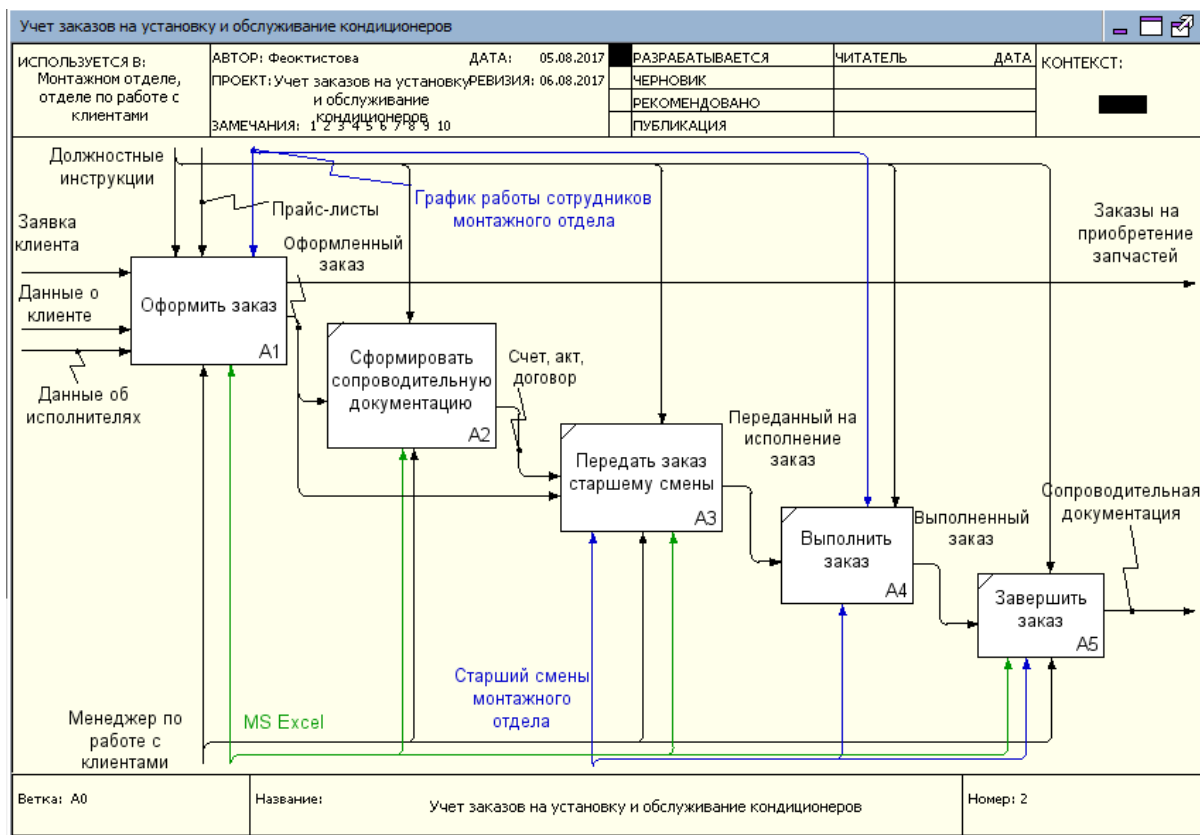 Учет заказов на установку и обслуживание кондиционеров
ИСПОЛЬЗУЕТСЯ В:
Монтажном отделе,
отделе по работе с
клиентами
АВТОР: Феоктистова
ДАТА: 05.08.2017
ПРОЕКТ: Учет заказов на установку
и обслуживание
кондиционеров
РЕВИЗИЯ: 06.08.2017
ЗАМЕЧАНИЯ: 1 2 3 4 5 6 7 8 9 10
РАЗРАБАТЫВАЕТСЯ
ЧЕРНОВИК
РЕКОМЕНДОВАНО
ПУБЛИКАЦИЯ
ЧИТАТЕЛЬ
ДАТА
КОНТЕКСТ:
Должностные
инструкции
Прайс-листы
График работы сотрудников
монтажного отдела
Заявка
клиента
Оформленный
заказ
Заказы на
приобретение
запчастей
Данные о
клиенте
Оформить заказ
A1
Данные об
исполнителях
Сформировать
сопроводительную
документацию
A2
Счет, акт,
договор
Передать заказ
старшему смены
A3
Переданный на
исполнение
заказ
Выполнить
заказ
A4
Выполненный
заказ
Сопроводительная
документация
Завершить
заказ
A5
Старший смены
монтажного
отдела
MS Excel
Менеджер по
работе с
клиентами
Ветка: A0
Название:
Учет заказов на установку и обслуживание кондиционеров
Номер: 2